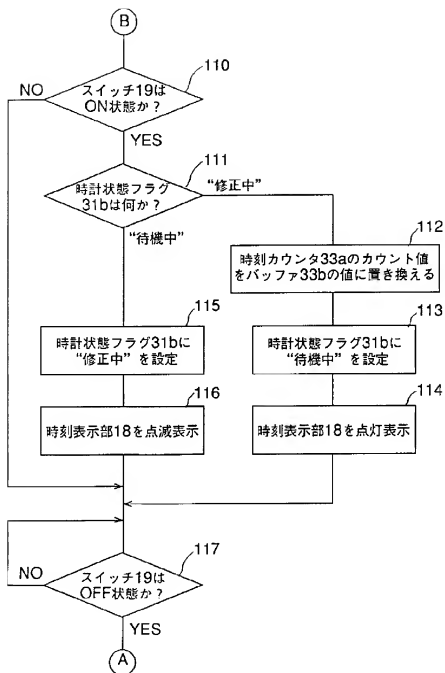 B
110
スイッチ19は
ON状態か?
NO
YES
111
時計状態フラグ
31bは何か?
“修正中”
“待機中”
112
時刻カウンタ33aのカウント値
をバッファ33bの値に置き換える
115
時計状態フラグ31bに
“修正中”を設定
113
時計状態フラグ31bに
“待機中”を設定
116
時刻表示部18を点滅表示
114
時刻表示部18を点灯表示
117
スイッチ19は
OFF状態か?
NO
YES
A